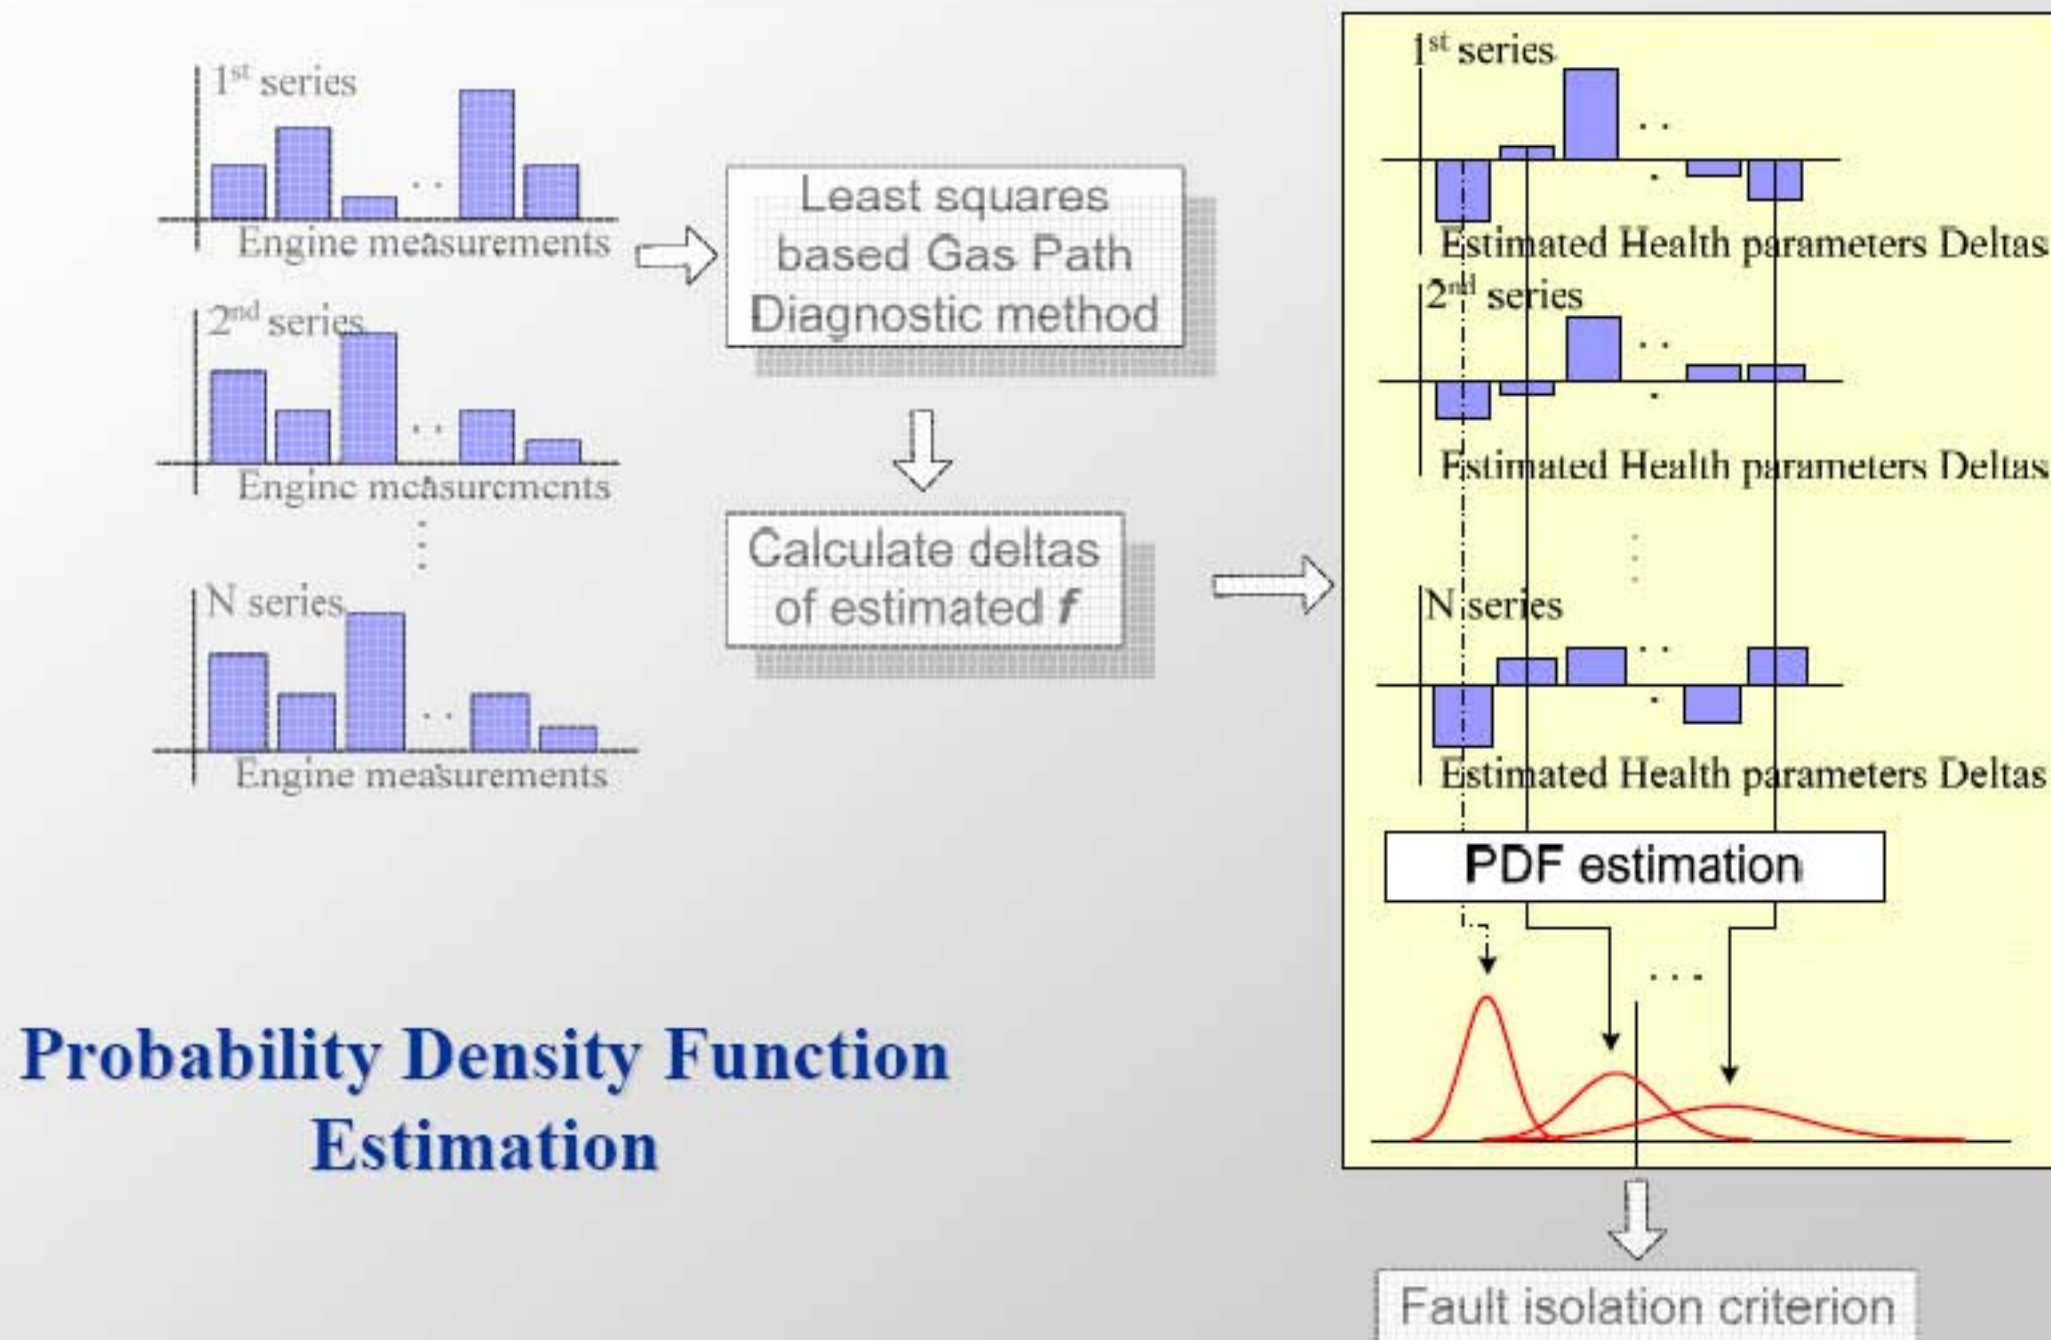 1st series
Engine measurements
2nd series
Engine measurements
N series
Engine measurements
Least squares
based Gas Path
Diagnostic method
Calculate deltas
of estimated f
1st series
Estimated Health parameters Deltas
2nd series
Estimated Health parameters Deltas
N series
Estimated Health parameters Deltas
PDF estimation
Probability Density Function
Estimation
Fault isolation criterion